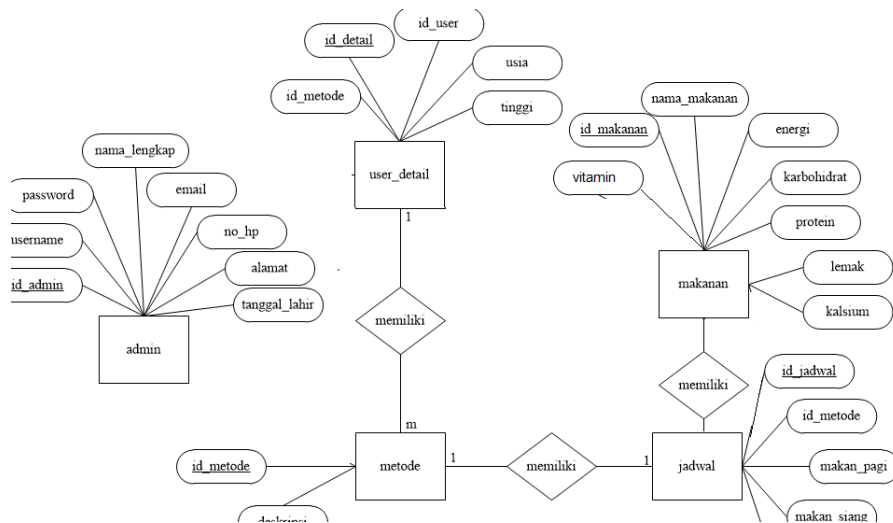 id_user
id_detail
usia
id_metode
tinggi
user_detail
1
nama_makanan
id_makanan
energi
vitamin
karbohidrat
protein
lemak
makanan
kalsium
nama_lengkap
email
password
no_hp
username
alamat
id_admin
tanggal_lahir
admin
memiliki
memiliki
id_jadwal
id_metode
m
id_metode
metode
1
memiliki
1
jadwal
makan_pagi
makan_siang
deskripsi